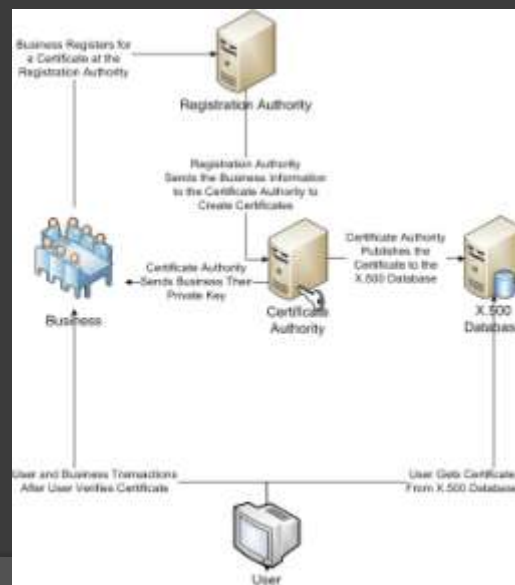 Business Registers for
a Certificate at the
Registration Authority
Registration Authority
Registration Authority
Sends the Business Information
to the Certificate Authority to
Create Certificates
Certificate Authority
Sends Business Their
Private Key
Certificate Authority
Publishes the
Certificate to the
X.500 Database
Business
Certificate
Authority
X.500
Database
User and Business Transactions
After User Verifies Certificate
User Gets Certificate
From X.500 Database
User